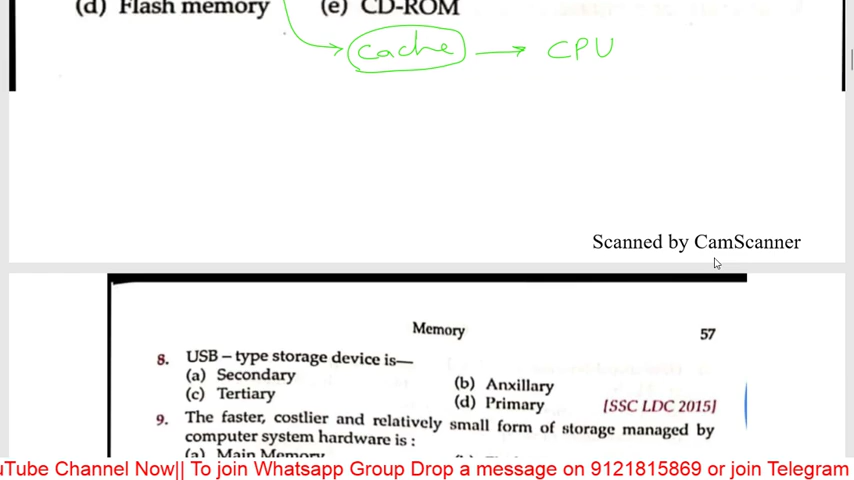 (d) Flash memory (e) CD-ROM
cache → CPU
Scanned by CamScanner
Memory 57
8. USB – type storage device is—
(a) Secondary (b) Anxillary
(c) Tertiary (d) Primary [SSC LDC 2015]
9. The faster, costlier and relatively small form of storage managed by
computer system hardware is :
(a) Main Memory
uTube Channel Now|| To join Whatsapp Group Drop a message on 9121815869 or join Telegram